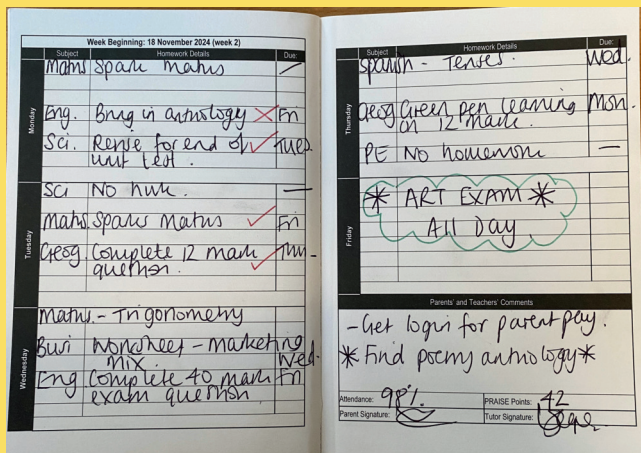 Week Beginning: 18 November 2024 (week 2)
Subject Homework Details Due:
Monday
Maths Spark maths —
Eng. Bring in anthology X Fri
Sci. Revise for end of ✓ Tues.
unit test.
Tuesday
Sci No hwk. —
Maths. Sparx Maths ✓ Fri
Geog. Complete 12 mark ✓ Thu-
question.
Wednesday
Maths. - Trigonometry
Busi Worksheet - marketing
mix. Wed.
Eng Complete 40 mark Fri
exam question
Subject Homework Details Due:
Thursday
Spanish - Tenses. Wed.
Geog Green pen learning Mon.
on 12 mark.
PE No homework —
Friday
* ART EXAM *
All Day
Parents' and Teachers' Comments
- Get login for parent pay.
* Find poemy anthology *
Attendance: 98% PRAISE Points: 42
Parent Signature: Tutor Signature: